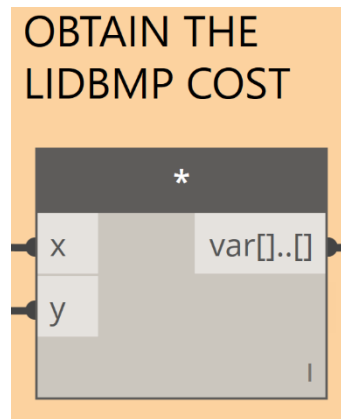 OBTAIN THE
LIDBMP COST
*
x var[]..[]
y
l